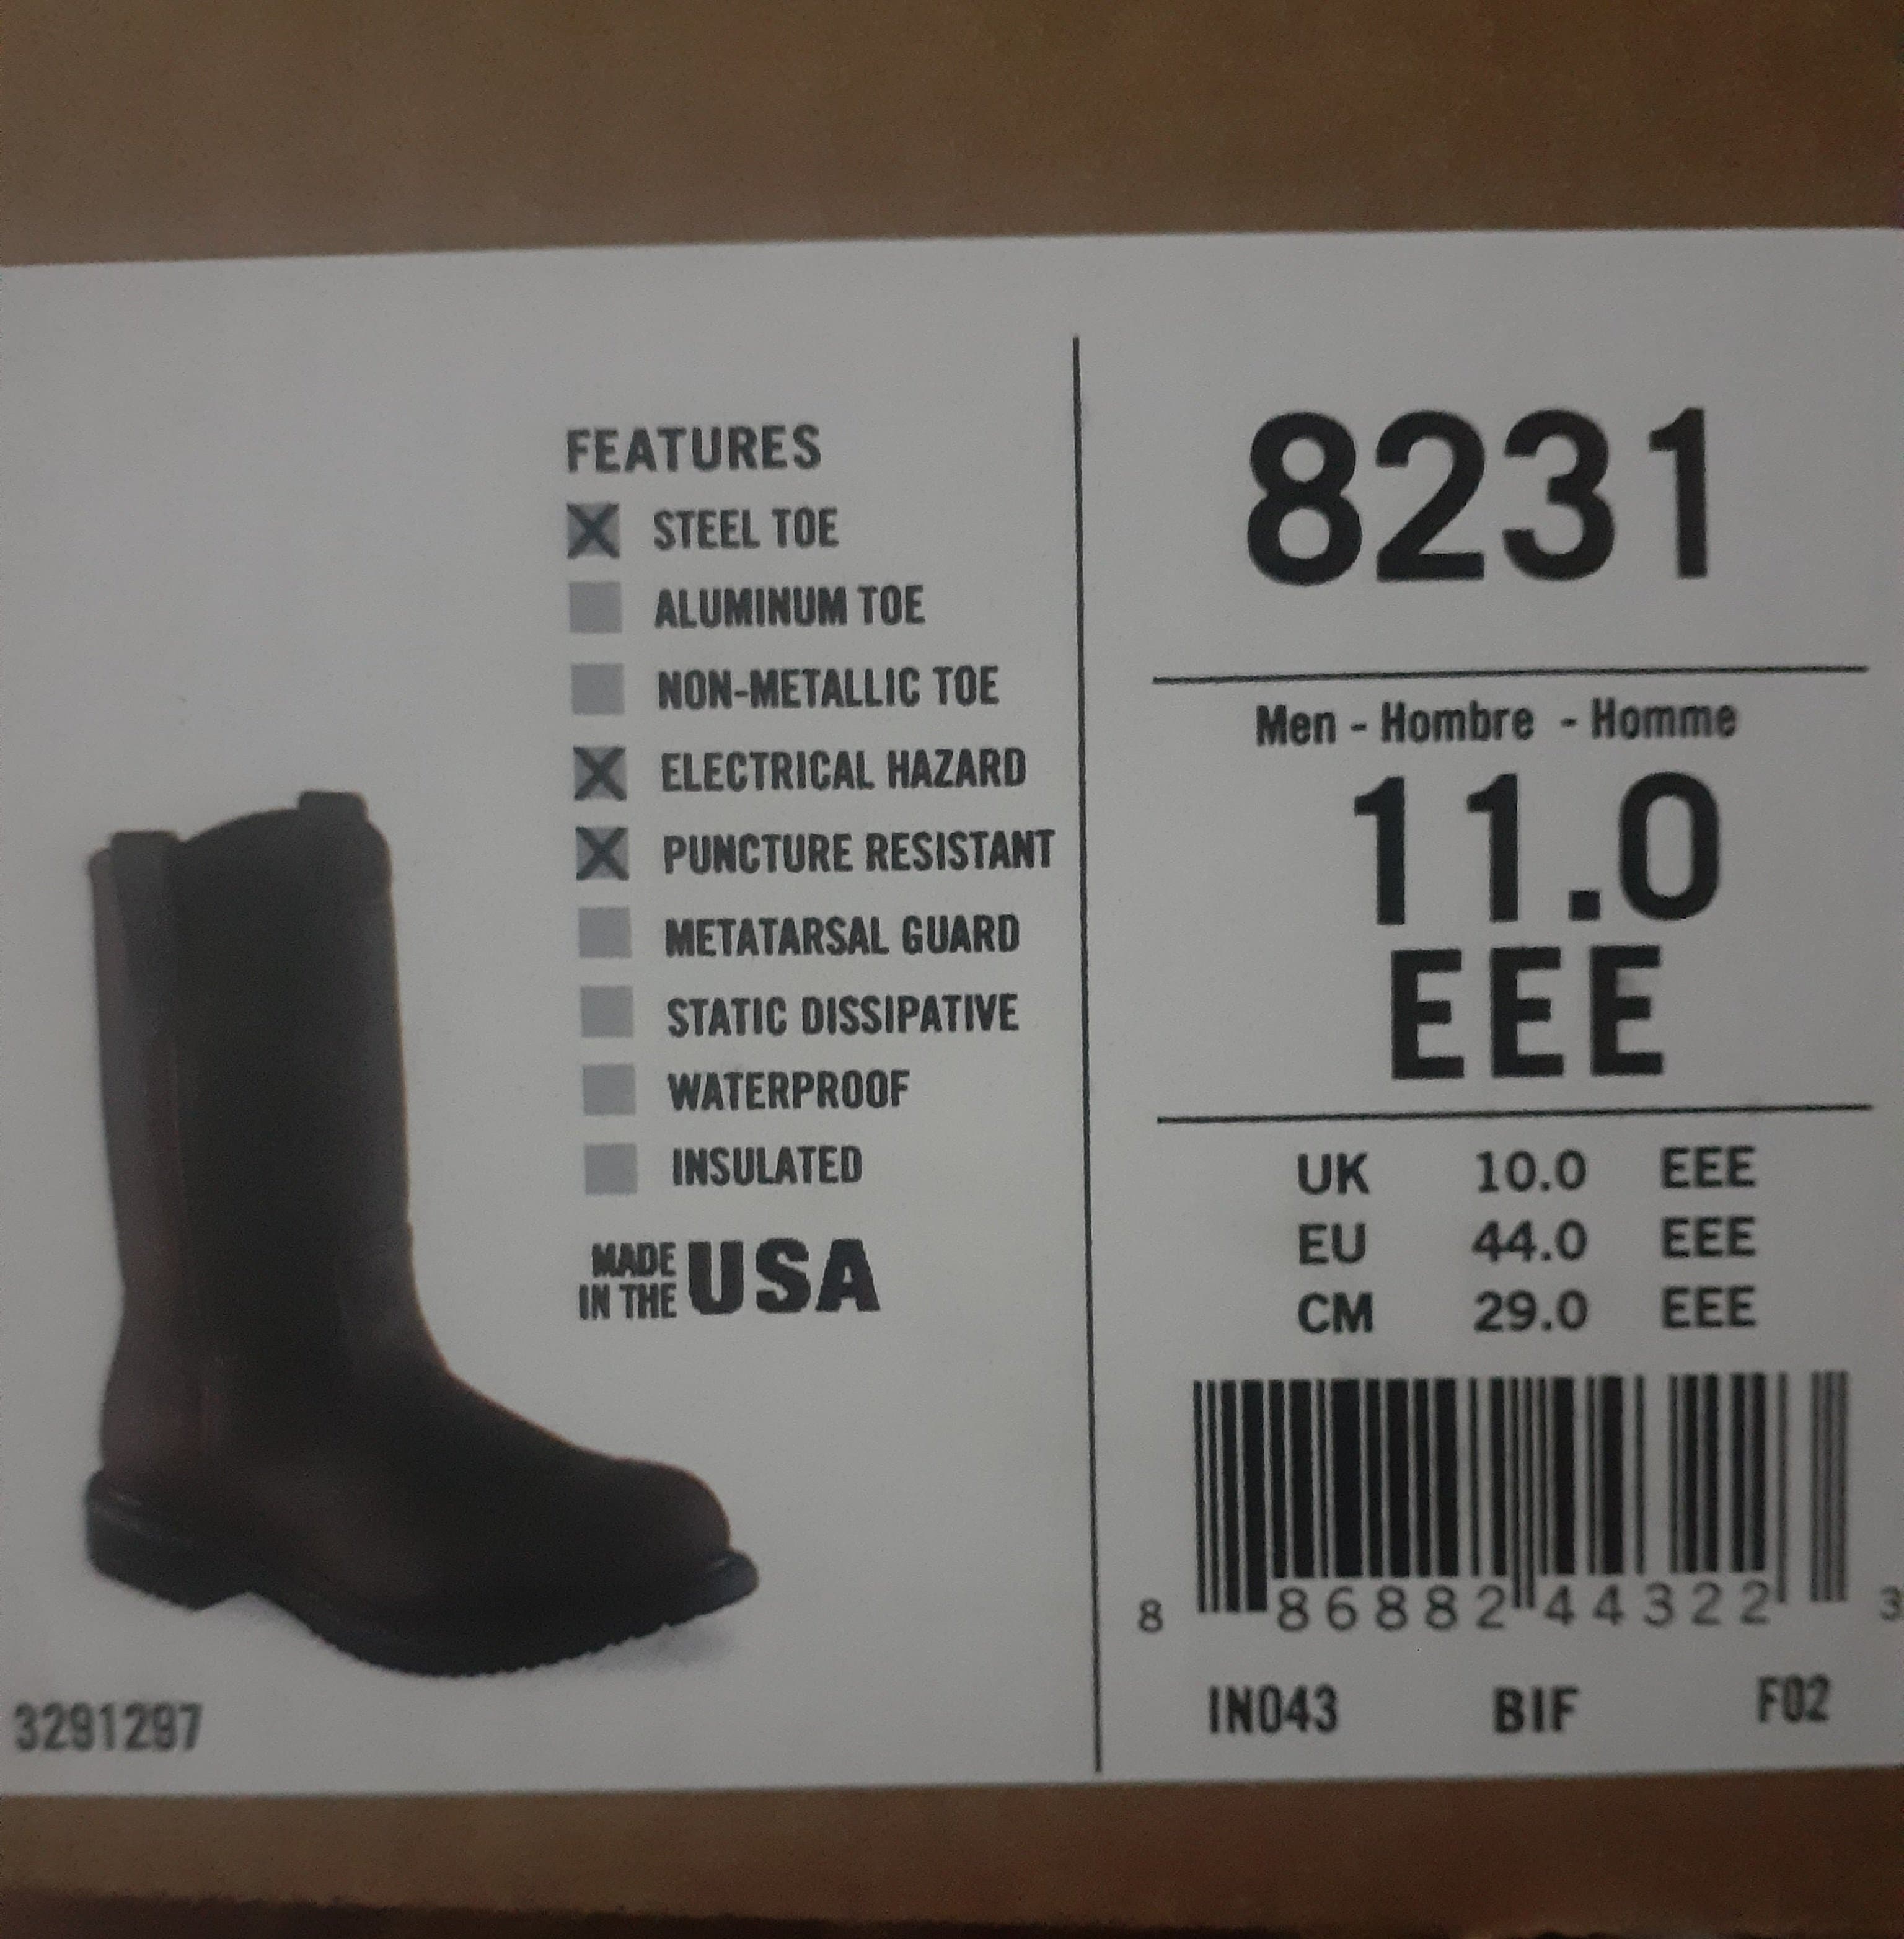 FEATURES
STEEL TOE
ALUMINUM TOE
NON-METALLIC TOE
ELECTRICAL HAZARD
PUNCTURE RESISTANT
METATARSAL GUARD
STATIC DISSIPATIVE
WATERPROOF
INSULATED
MADE IN THE USA
3291297
8231
Men - Hombre - Homme
11.0
EEE
UK 10.0 EEE
EU 44.0 EEE
CM 29.0 EEE
8 86882 44322 3
IN043 BIF F02